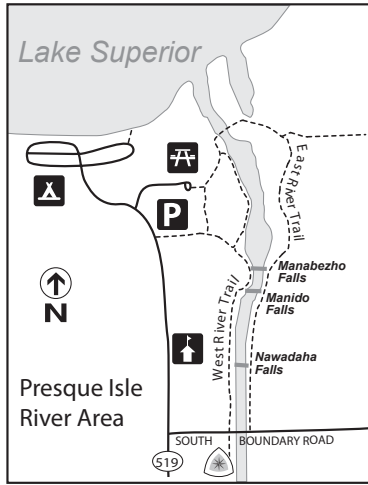 Lake Superior
P
East River Trail
Manabezho
Falls
Manido
Falls
West River Trail
N
Nawadaha
Falls
Presque Isle
River Area
SOUTH BOUNDARY ROAD
519